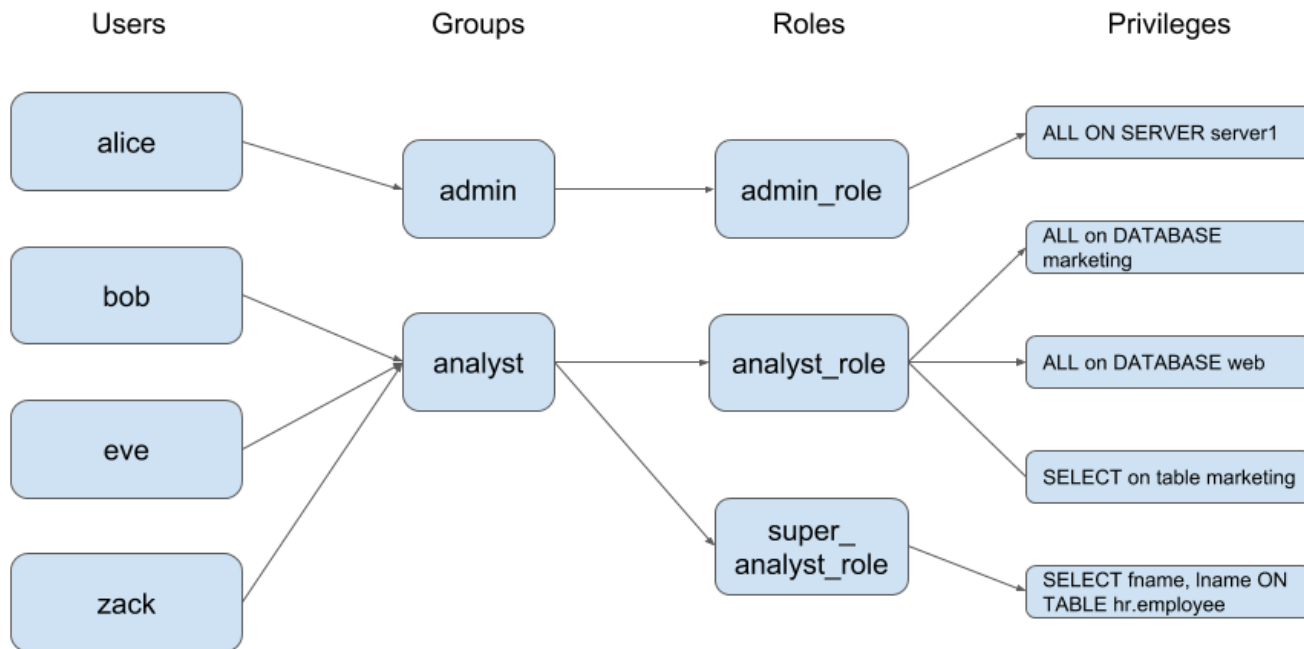 Users
Groups
Roles
Privileges
alice
bob
eve
zack
admin
analyst
admin_role
analyst_role
super_
analyst_role
ALL ON SERVER server1
ALL on DATABASE
marketing
ALL on DATABASE web
SELECT on table marketing
SELECT fname, lname ON
TABLE hr.employee